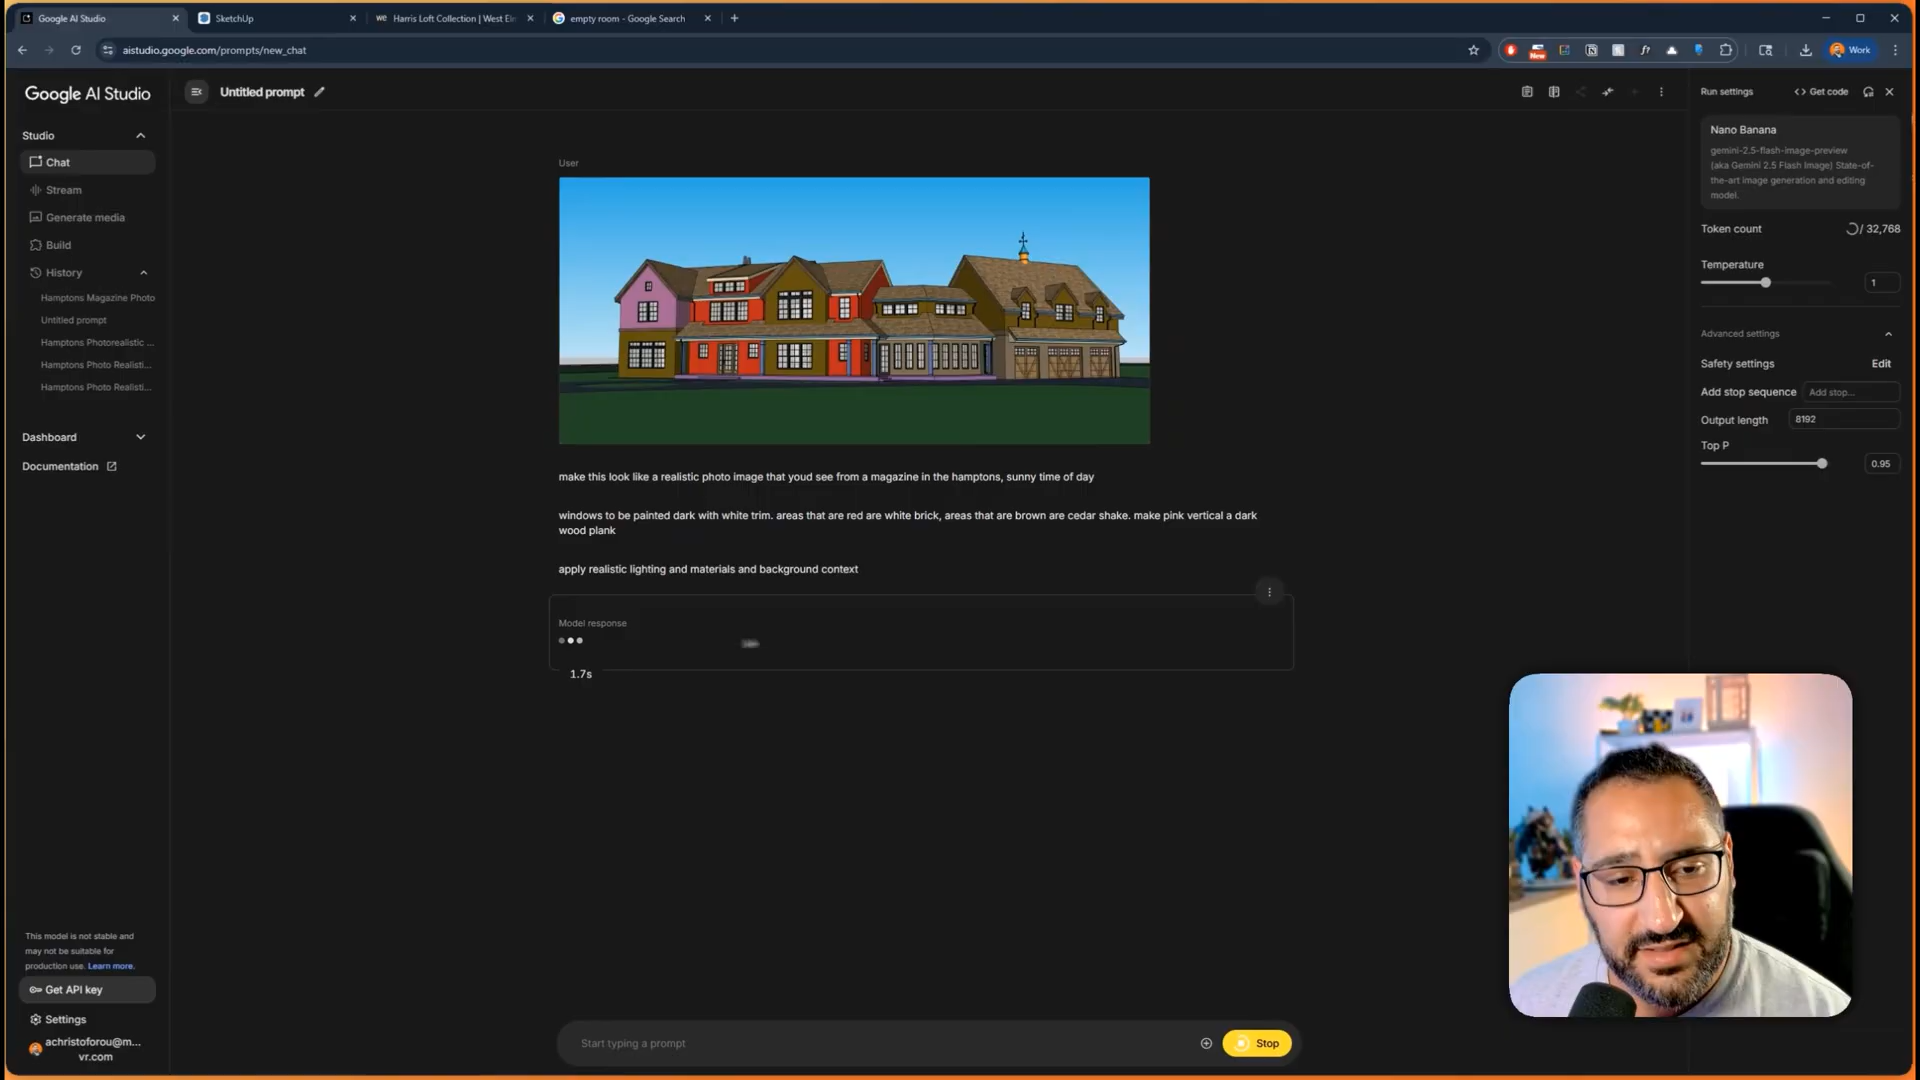 Google AI Studio
SketchUp
Harris Loft Collection | West El
empty room - Google Search
aistudio.google.com/prompts/new_chat
New
Work
Google AI Studio
Untitled prompt
Run settings
Get code
Studio
Chat
Stream
Generate media
Build
History
Hamptons Magazine Photo
Untitled prompt
Hamptons Photorealistic ...
Hamptons Photo Realisti...
Hamptons Photo Realisti...
Dashboard
Documentation
This model is not stable and
may not be suitable for
production use. Learn more.
Get API key
Settings
achristoforou@m...
vr.com
User
make this look like a realistic photo image that youd see from a magazine in the hamptons, sunny time of day
windows to be painted dark with white trim. areas that are red are white brick, areas that are brown are cedar shake. make pink vertical a dark
wood plank
apply realistic lighting and materials and background context
Model response
1.7s
Start typing a prompt
Stop
Nano Banana
gemini-2.5-flash-image-preview
(aka Gemini 2.5 Flash Image) State-of-
the-art image generation and editing
model.
Token count
/ 32,768
Temperature
1
Advanced settings
Safety settings
Edit
Add stop sequence
Add stop...
Output length
8192
Top P
0.95